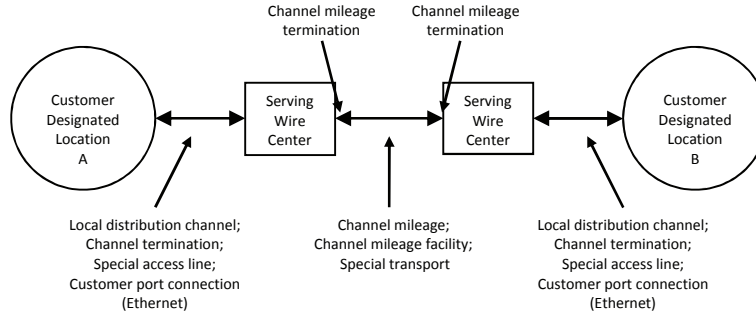 Channel mileage
termination
Channel mileage
termination
Customer
Designated
Location
A
Serving
Wire
Center
Serving
Wire
Center
Customer
Designated
Location
B
Local distribution channel;
Channel termination;
Special access line;
Customer port connection
(Ethernet)
Channel mileage;
Channel mileage facility;
Special transport
Local distribution channel;
Channel termination;
Special access line;
Customer port connection
(Ethernet)